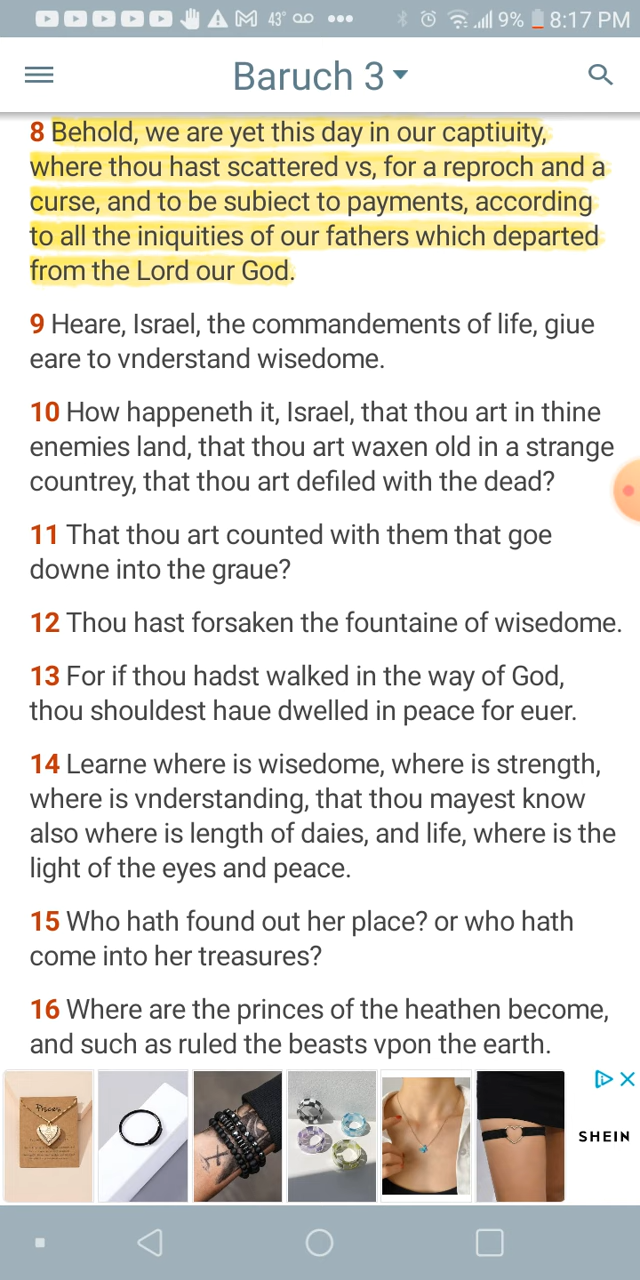 43°
9%
8:17 PM
Baruch 3
8 Behold, we are yet this day in our captiuity,
where thou hast scattered vs, for a reproch and a
curse, and to be subiect to payments, according
to all the iniquities of our fathers which departed
from the Lord our God.
9 Heare, Israel, the commandements of life, giue
eare to vnderstand wisedome.
10 How happeneth it, Israel, that thou art in thine
enemies land, that thou art waxen old in a strange
countrey, that thou art defiled with the dead?
11 That thou art counted with them that goe
downe into the graue?
12 Thou hast forsaken the fountaine of wisedome.
13 For if thou hadst walked in the way of God,
thou shouldest haue dwelled in peace for euer.
14 Learne where is wisedome, where is strength,
where is vnderstanding, that thou mayest know
also where is length of daies, and life, where is the
light of the eyes and peace.
15 Who hath found out her place? or who hath
come into her treasures?
16 Where are the princes of the heathen become,
and such as ruled the beasts vpon the earth.
Pisces
SHEIN